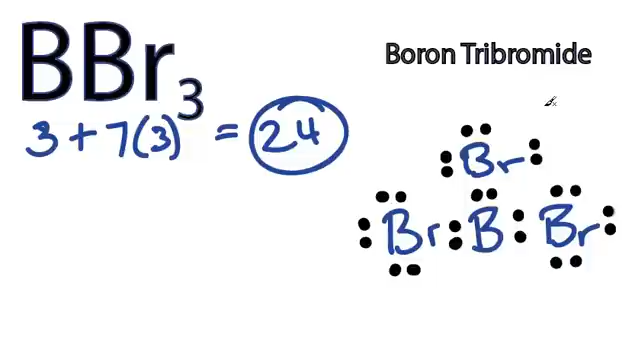 BBr₃
Boron Tribromide
3 + 7(3) = 24
Br
Br B Br